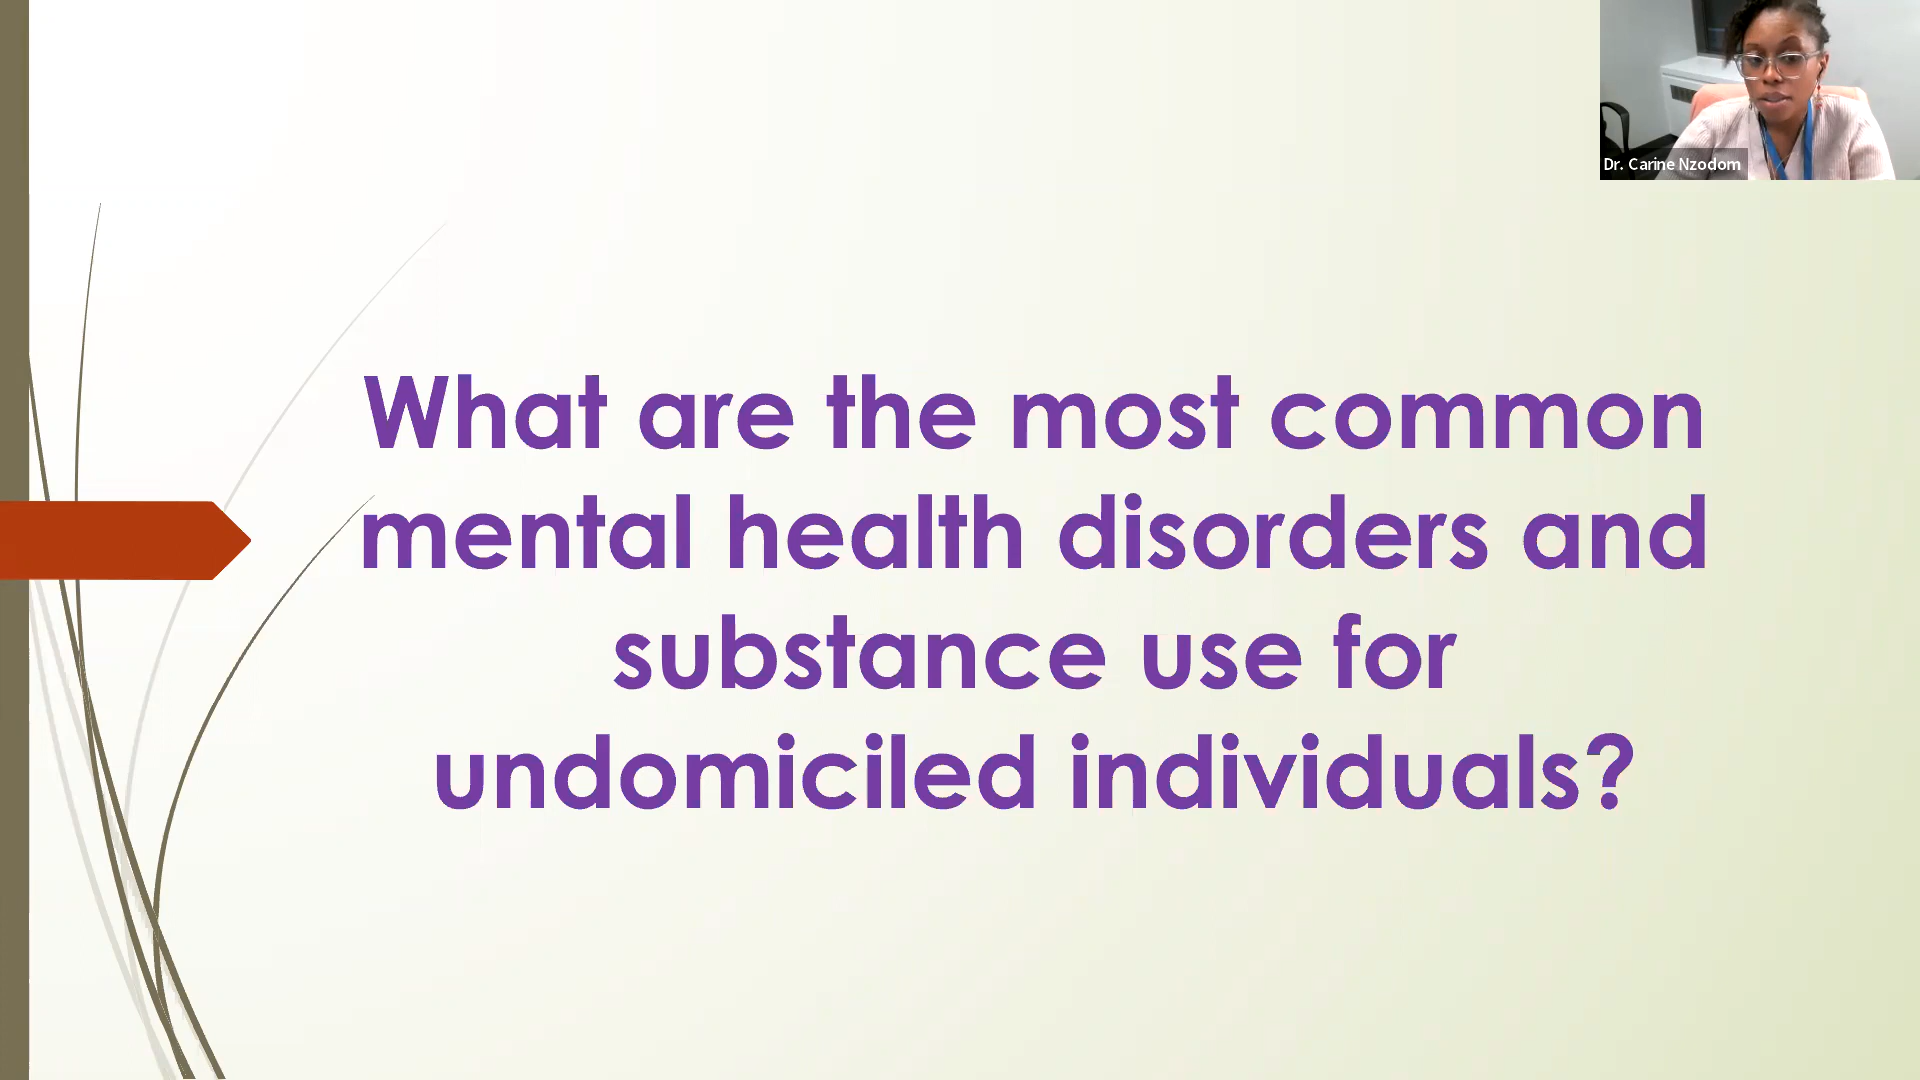 Dr. Carine Nzodom
What are the most common
mental health disorders and
substance use for
undomiciled individuals?